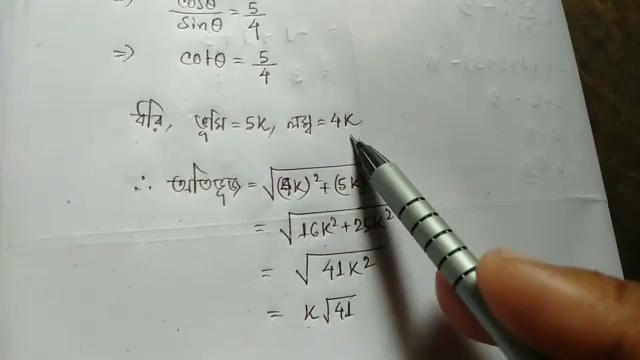 cosθ/sinθ = 5/4
⇒ cotθ = 5/4
ধরি, ভূমি = 5K, লম্ব = 4K
∴ অতিভুজ = √(4K)² + (5K
= √16K² + 25K²
= √41K²
= K√41